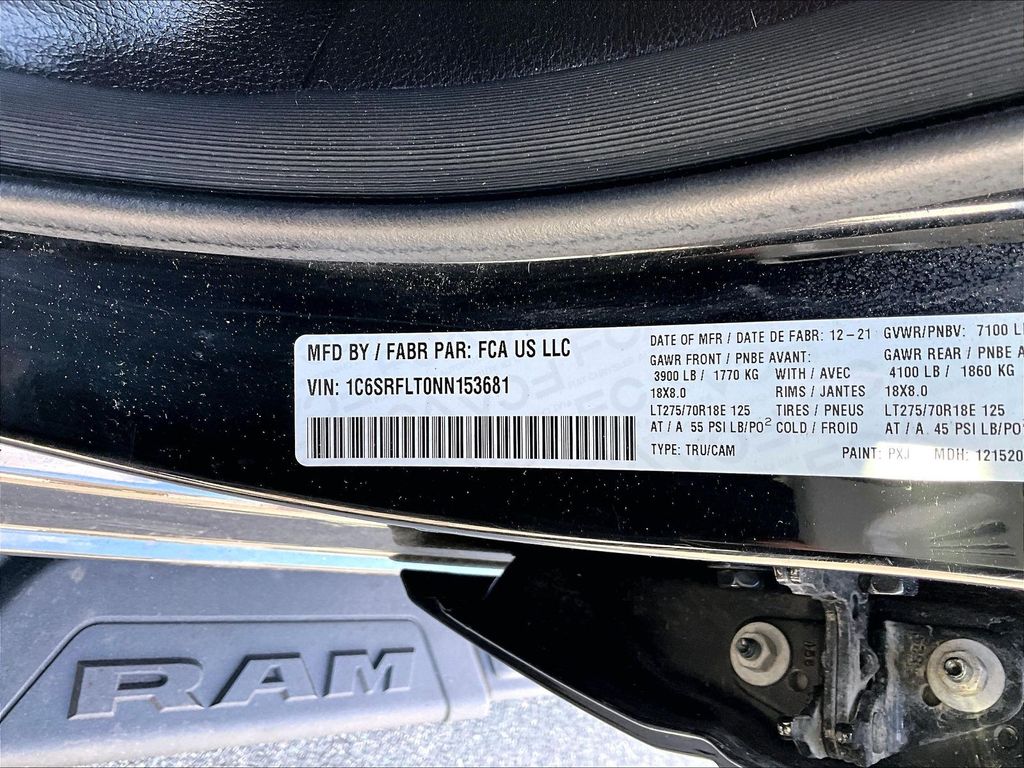 MFD BY / FABR PAR: FCA US LLC
VIN: 1C6SRFLT0NN153681
DATE OF MFR / DATE DE FABR: 12-21 GVWR/PNBV: 7100
GAWR FRONT / PNBE AVANT: GAWR REAR / PNBE
3900 LB / 1770 KG WITH / AVEC 4100 LB / 1860 KG
18X8.0 RIMS / JANTES 18X8.0
LT275/70R18E 125 TIRES / PNEUS LT275/70R18E 125
AT / A 55 PSI LB/PO² COLD / FROID AT / A 45 PSI
TYPE: TRU/CAM PAINT: PXJ MDH: 121520
RAM